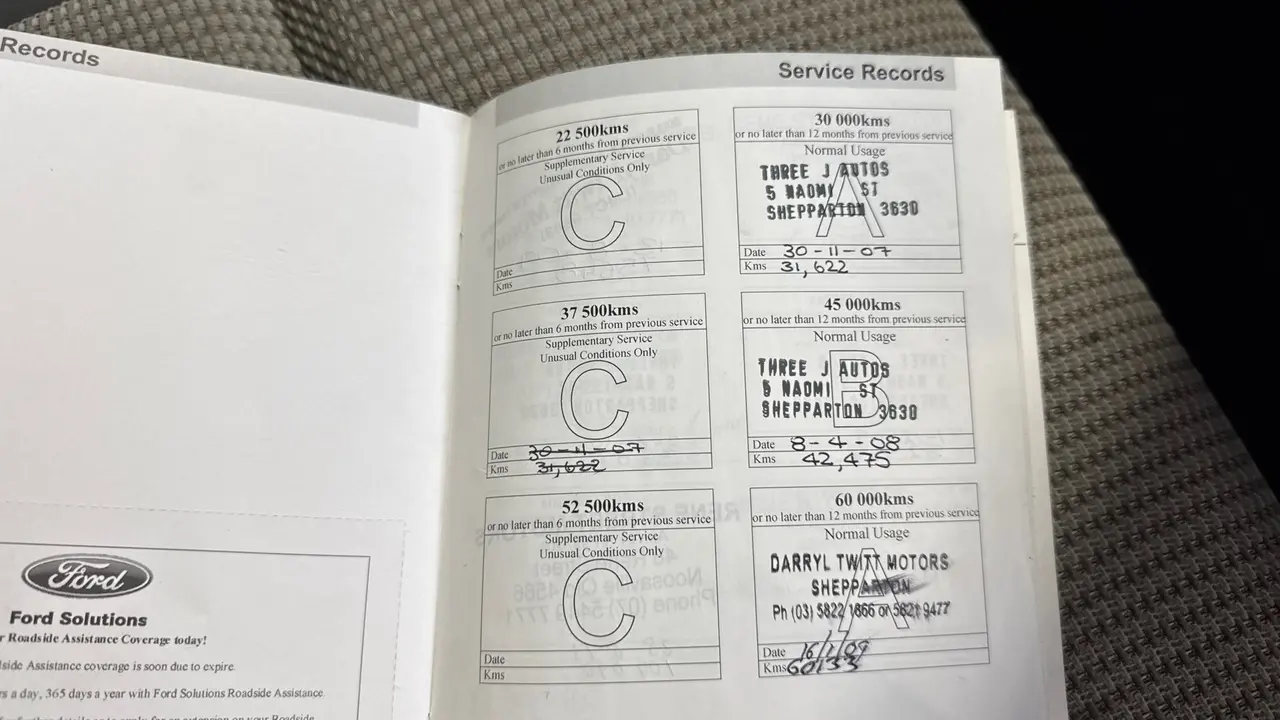 Records
Ford
Ford Solutions
r Roadside Assistance Coverage today!
side Assistance coverage is soon due to expire.
rs a day, 365 days a year with Ford Solutions Roadside Assistance
Service Records
22 500kms
or no later than 6 months from previous service
Supplementary Service
Unusual Conditions Only
C
Date
Kms
30 000kms
or no later than 12 months from previous service
Normal Usage
A
THREE J AUTOS
5 NAOMI ST
SHEPPARTON 3630
Date 30-11-07
Kms 31,622
37 500kms
or no later than 6 months from previous service
Supplementary Service
Unusual Conditions Only
C
Date 30-11-07
Kms 31,622
45 000kms
or no later than 12 months from previous service
Normal Usage
B
THREE J AUTOS
5 NAOMI ST
SHEPPARTON 3630
Date 8-4-08
Kms 42,475
52 500kms
or no later than 6 months from previous service
Supplementary Service
Unusual Conditions Only
C
Date
Kms
60 000kms
or no later than 12 months from previous service
Normal Usage
A
DARRYL TWITT MOTORS
SHEPPARTON
Ph (03) 5822 1866 or 5821 9477
Date 16/1/09
Kms 60133